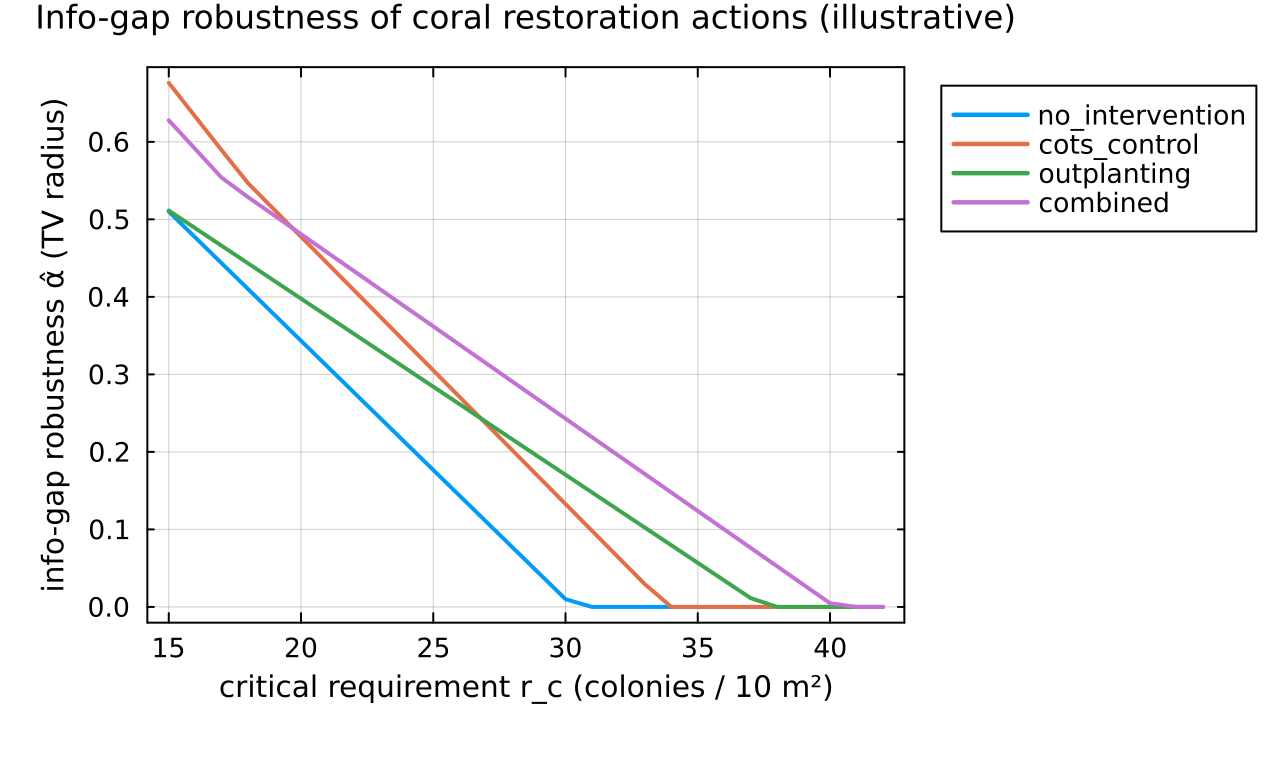 Info-gap robustness of coral restoration actions (illustrative)
info-gap robustness α̂ (TV radius)
0.6
0.5
0.4
0.3
0.2
0.1
0.0
15 20 25 30 35 40
critical requirement r_c (colonies / 10 m²)
no_intervention
cots_control
outplanting
combined